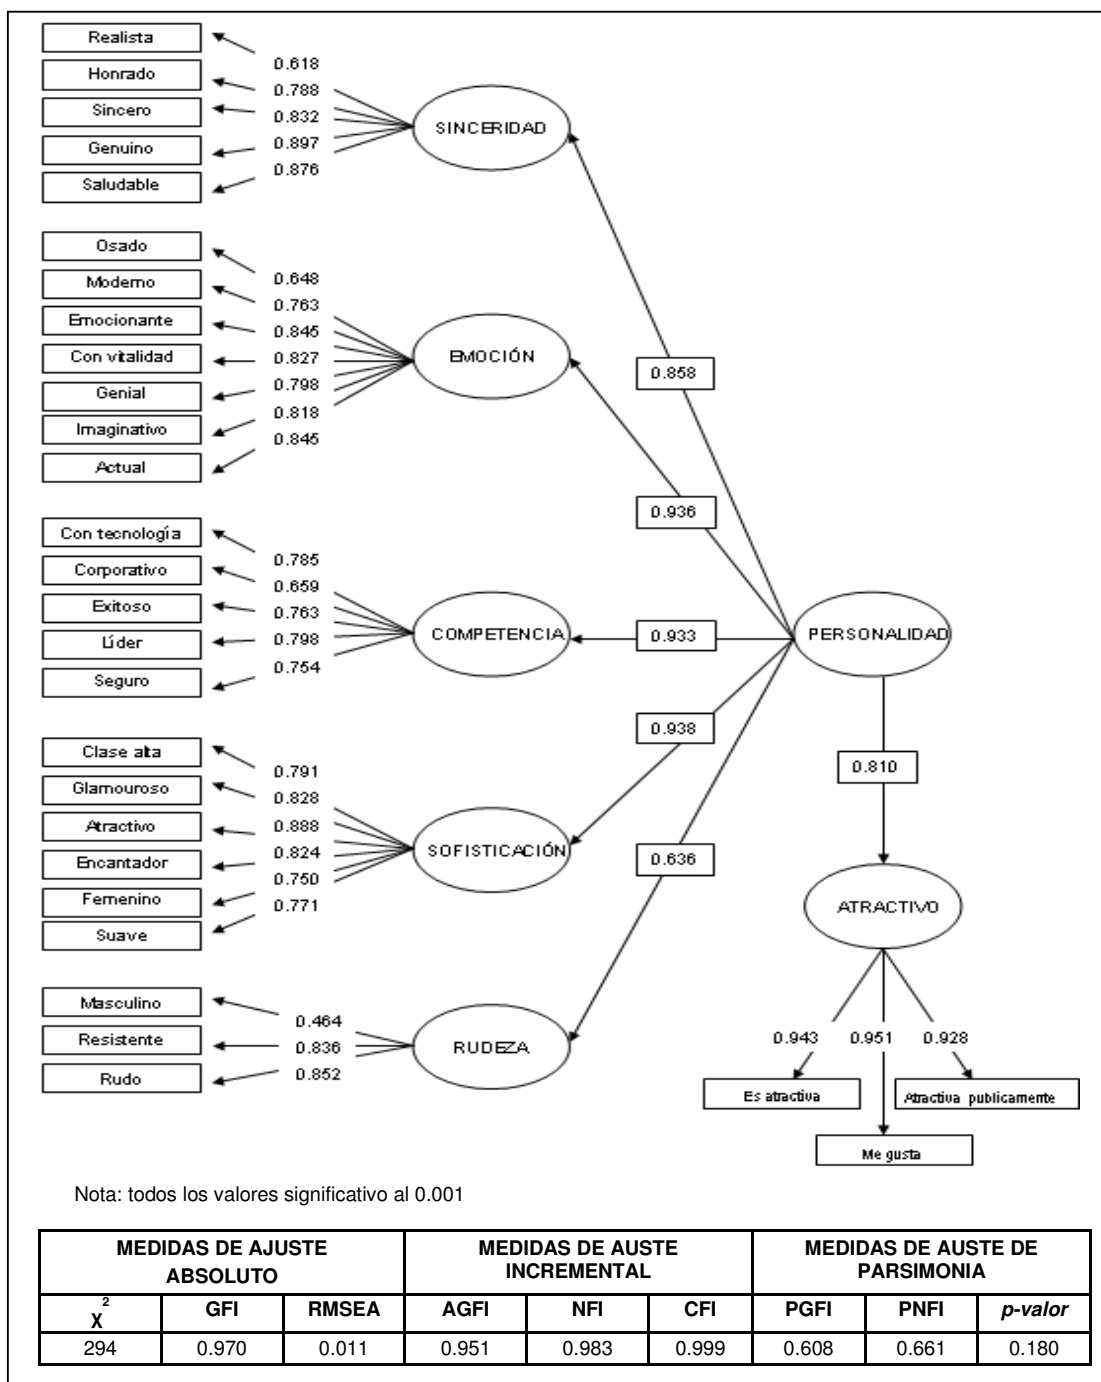 Realista
0.618
Honrado
0.788
Sincero
0.832
Genuino
0.897
Saludable
0.876
SINCERIDAD
Osado
0.648
Moderno
0.763
Emocionante
0.845
Con vitalidad
0.827
Genial
0.798
Imaginativo
0.818
Actual
0.845
EMOCIÓN
0.858
0.936
Con tecnología
0.785
Corporativo
0.659
Exitoso
0.763
Líder
0.798
Seguro
0.754
COMPETENCIA
0.933
PERSONALIDAD
Clase alta
0.791
Glamouroso
0.828
Atractivo
0.888
Encantador
0.824
Femenino
0.750
Suave
0.771
SOFISTICACIÓN
0.938
0.636
0.810
ATRACTIVO
Masculino
0.464
Resistente
0.836
Rudo
0.852
RUDEZA
0.943 0.951 0.928
Es atractiva
Atractiva publicamente
Me gusta
Nota: todos los valores significativo al 0.001
MEDIDAS DE AJUSTE
ABSOLUTO
MEDIDAS DE AUSTE
INCREMENTAL
MEDIDAS DE AUSTE DE
PARSIMONIA
χ² GFI RMSEA AGFI NFI CFI PGFI PNFI p-valor
294 0.970 0.011 0.951 0.983 0.999 0.608 0.661 0.180